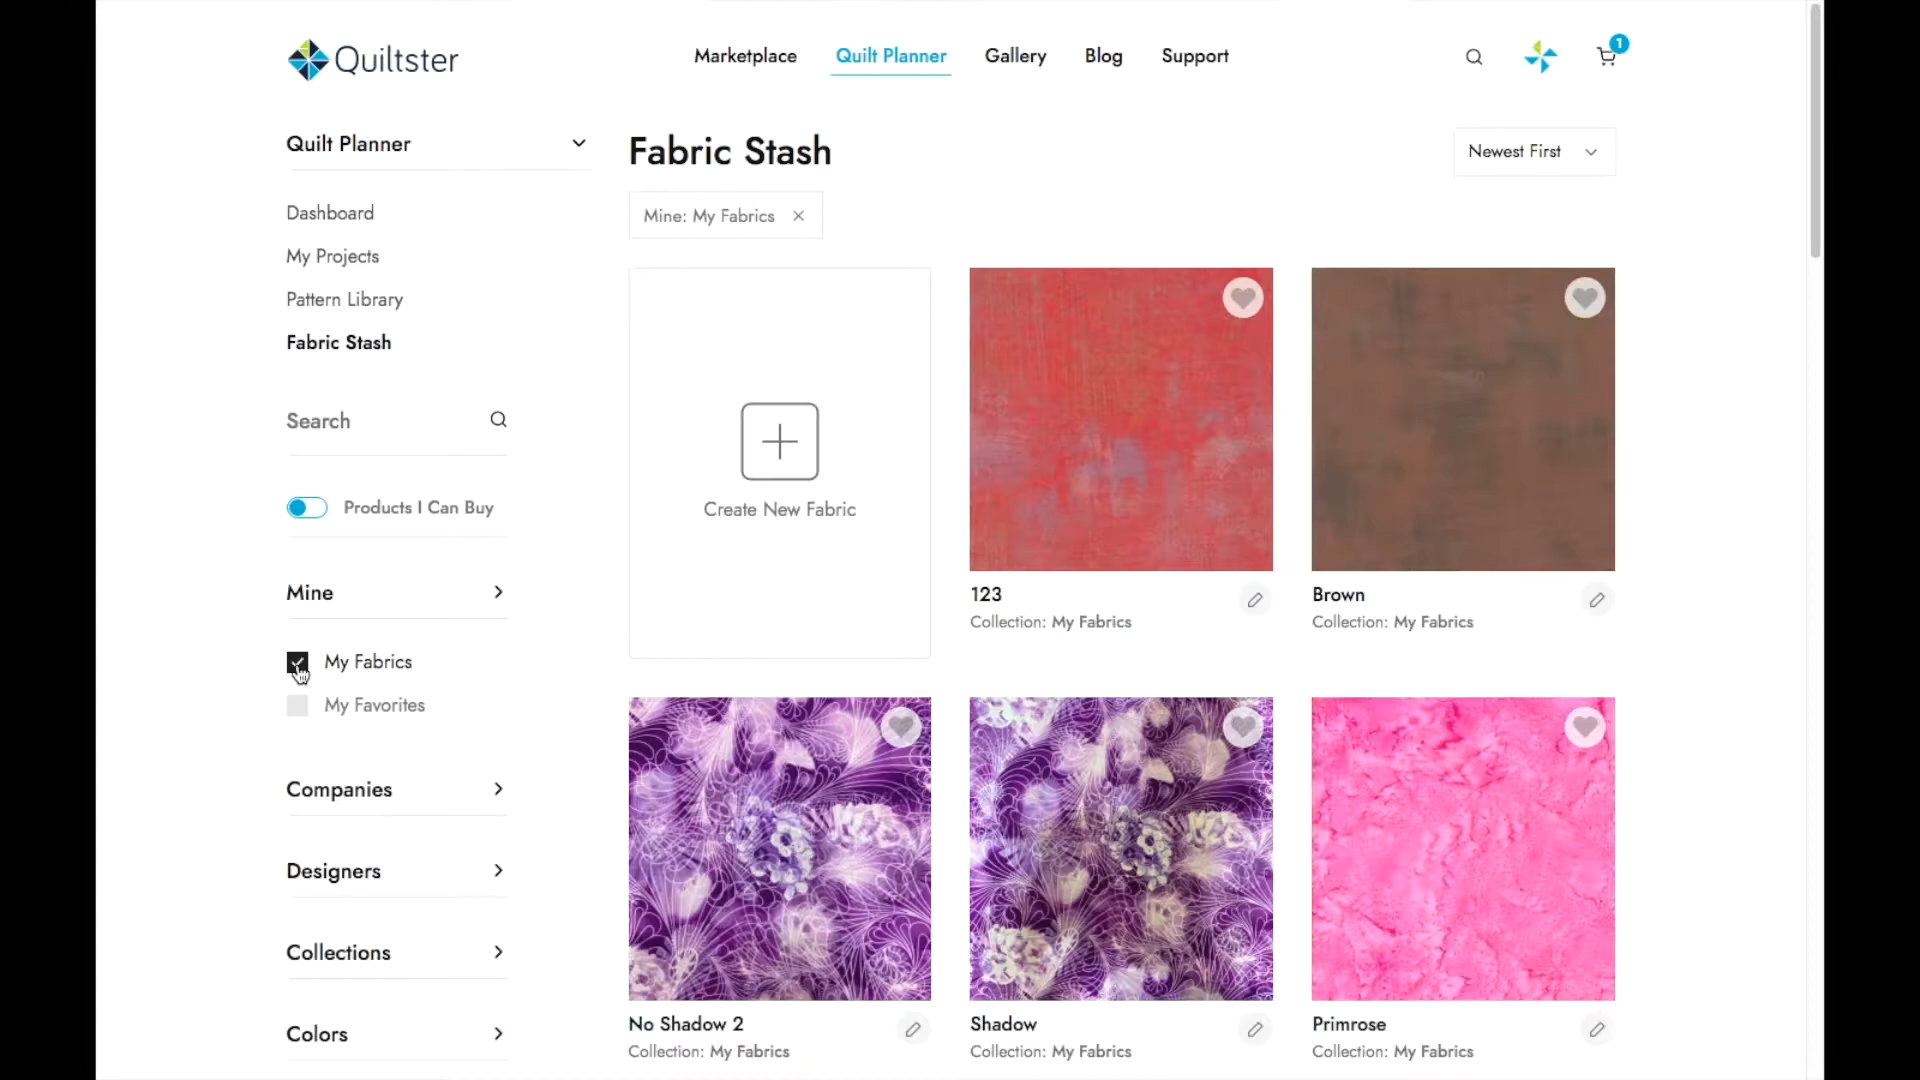 Quiltster
Marketplace
Quilt Planner
Gallery
Blog
Support
1
Quilt Planner
Dashboard
My Projects
Pattern Library
Fabric Stash
Search
Products I Can Buy
Mine
My Fabrics
My Favorites
Companies
Designers
Collections
Colors
Fabric Stash
Newest First
Mine: My Fabrics
Create New Fabric
123
Collection: My Fabrics
Brown
Collection: My Fabrics
No Shadow 2
Collection: My Fabrics
Shadow
Collection: My Fabrics
Primrose
Collection: My Fabrics